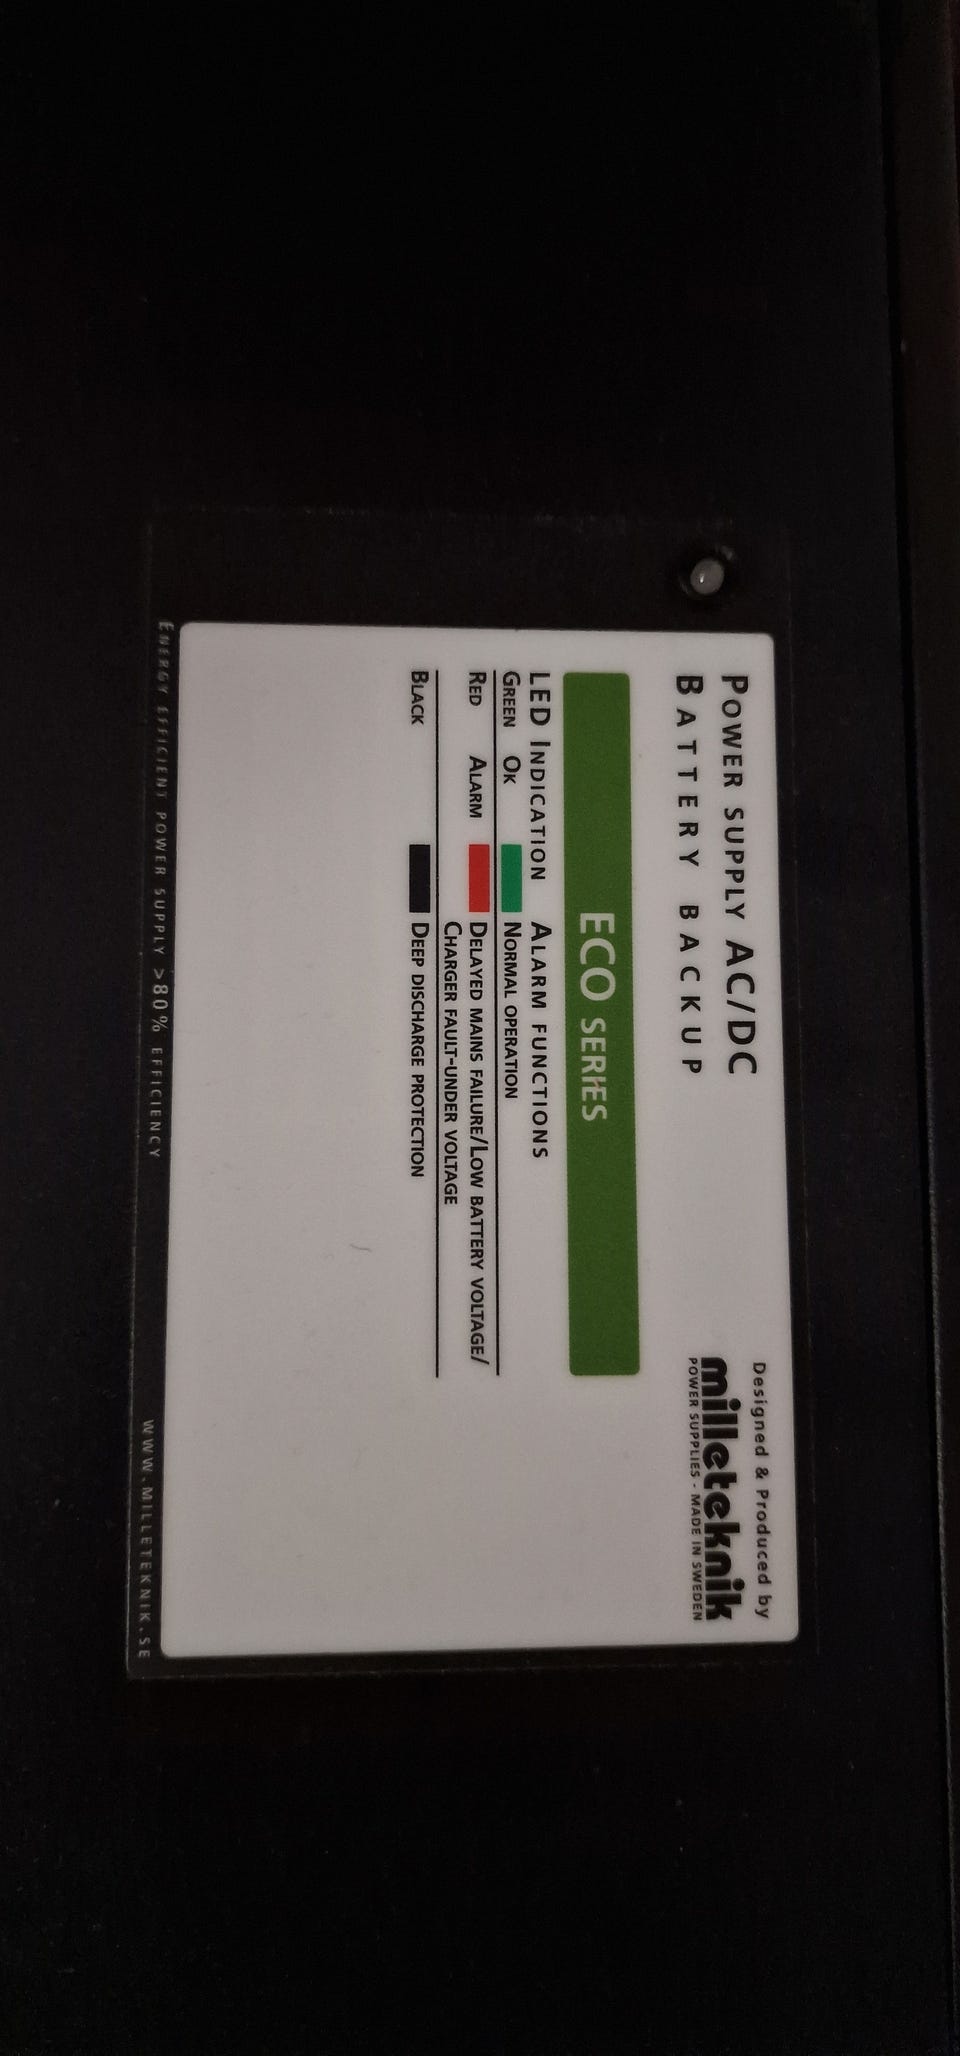 POWER SUPPLY AC/DC
BATTERY BACKUP
Designed & Produced by
milleteknik
POWER SUPPLIES - MADE IN SWEDEN
ECO SERIES
LED INDICATION ALARM FUNCTIONS
GREEN OK NORMAL OPERATION
RED ALARM DELAYED MAINS FAILURE/LOW BATTERY VOLTAGE/
CHARGER FAULT-UNDER VOLTAGE
BLACK DEEP DISCHARGE PROTECTION
ENERGY EFFICIENT POWER SUPPLY >80% EFFICIENCY
WWW.MILLETEKNIK.SE